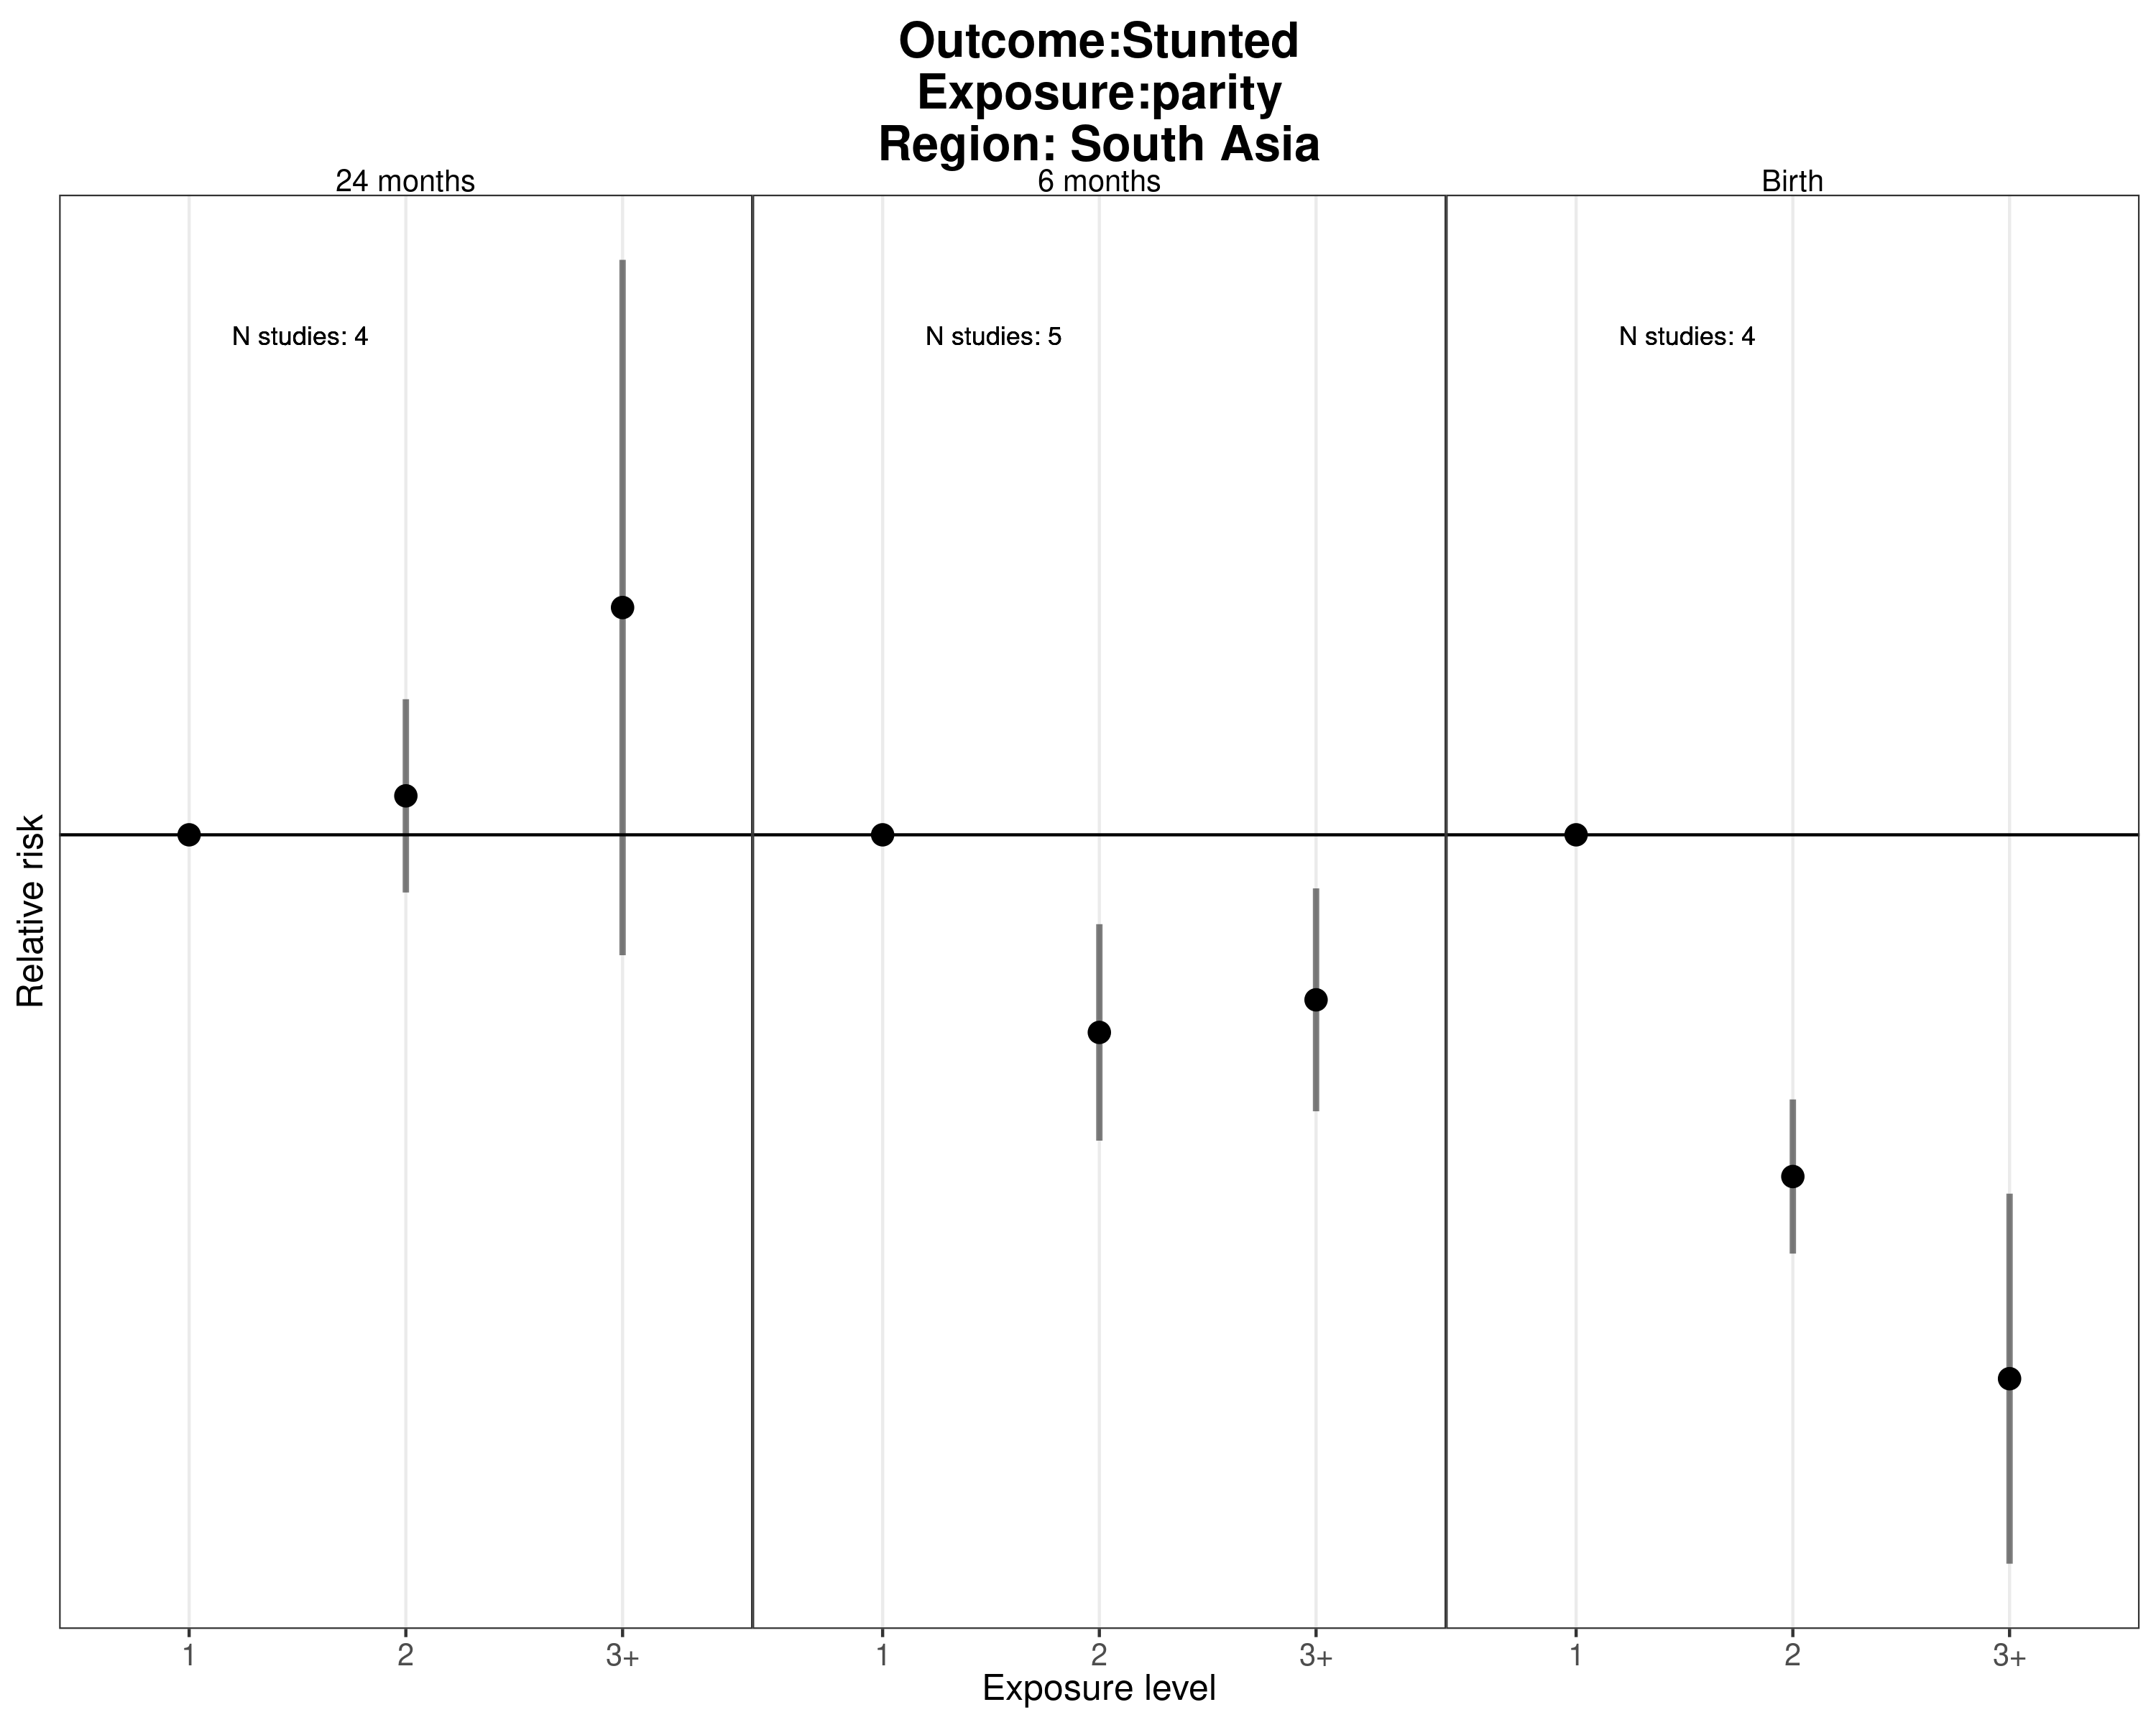 Outcome:Stunted
Exposure:parity
Region: South Asia
24 months
6 months
Birth
N studies: 4
N studies: 5
N studies: 4
Relative risk
1
2
3+
1
2
3+
1
2
3+
Exposure level